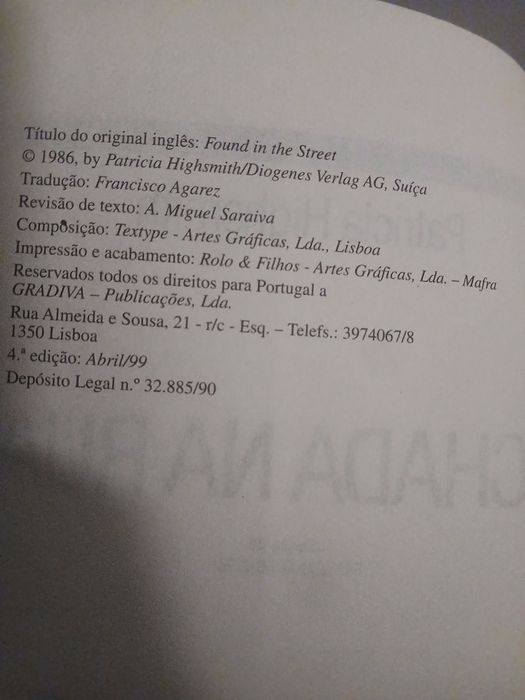 Título do original inglês: Found in the Street
© 1986, by Patricia Highsmith/Diogenes Verlag AG, Suíça
Tradução: Francisco Agarez
Revisão de texto: A. Miguel Saraiva
Composição: Textype - Artes Gráficas, Lda., Lisboa
Impressão e acabamento: Rolo & Filhos - Artes Gráficas, Lda. – Mafra
Reservados todos os direitos para Portugal a
GRADIVA – Publicações, Lda.
Rua Almeida e Sousa, 21 - r/c - Esq. – Telefs.: 3974067/8
1350 Lisboa
4.ª edição: Abril/99
Depósito Legal n.º 32.885/90